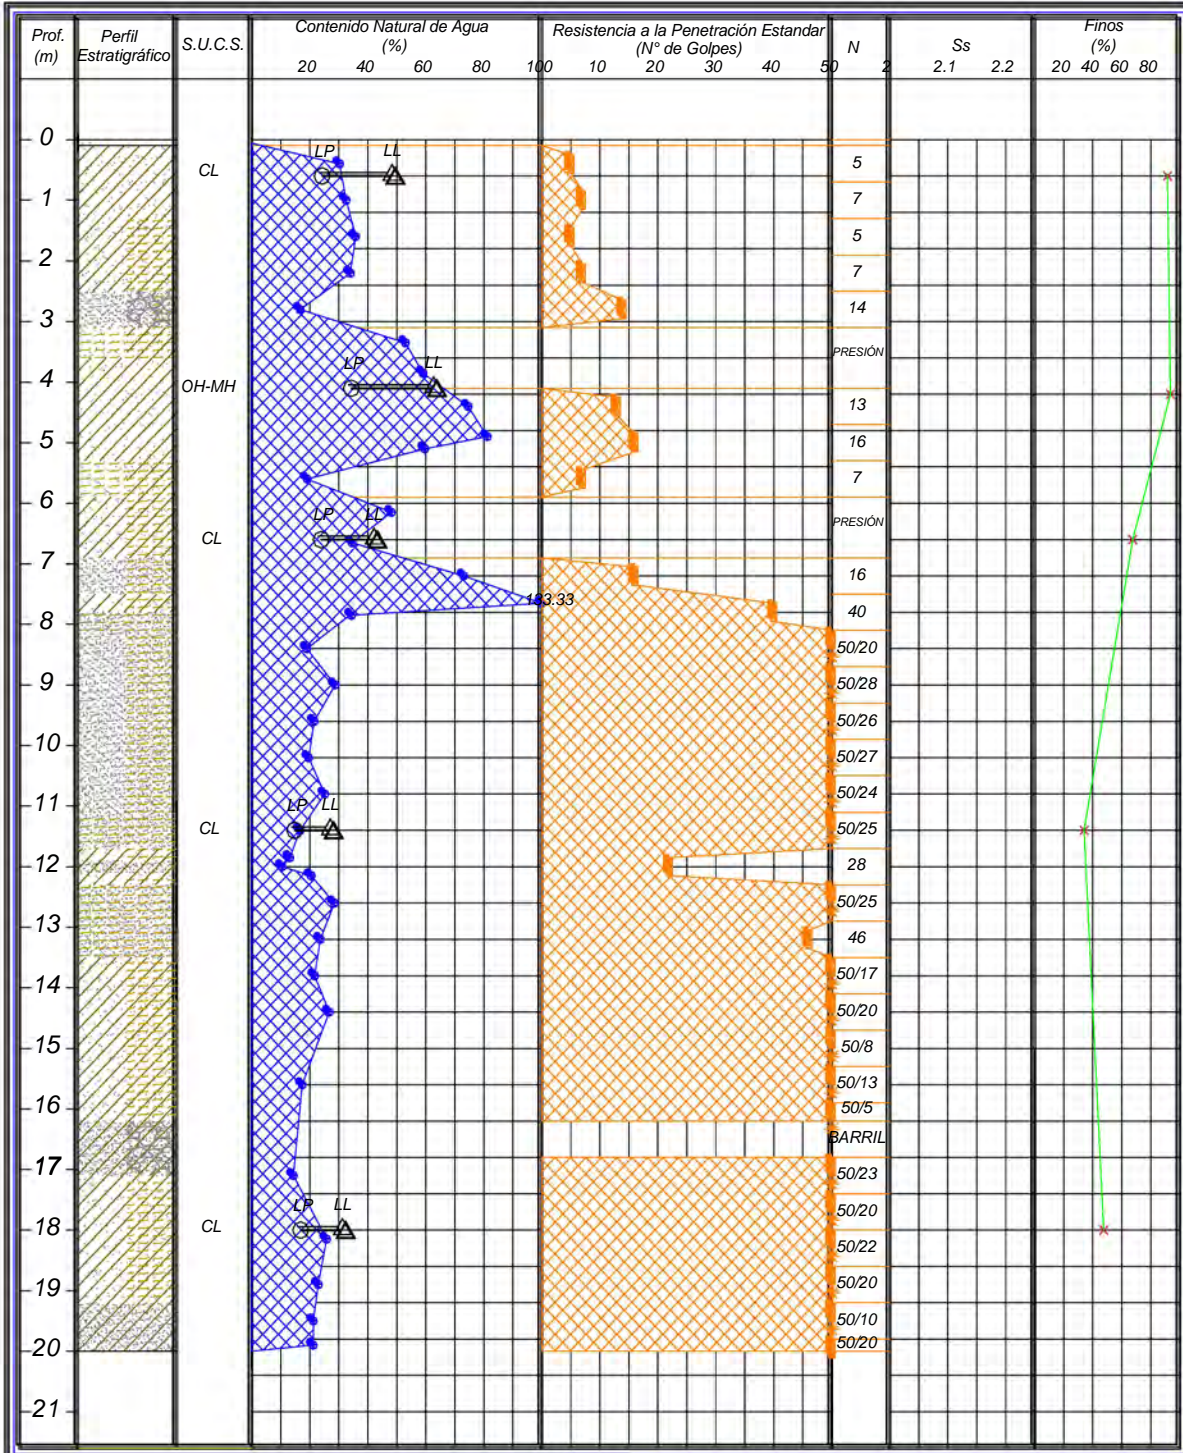 Prof.
(m)
Perfil
Estratigráfico
S.U.C.S.
Contenido Natural de Agua
(%)
20 40 60 80 100
Resistencia a la Penetración Estandar
(N° de Golpes)
10 20 30 40 50
N
Ss
2 2.1 2.2
Finos
(%)
20 40 60 80
0
LP LL
CL
5
1
7
5
2
7
14
3
PRESIÓN
LP LL
4
OH-MH
13
5
16
7
6
LP LL
PRESIÓN
CL
7
16
133.33
40
8
50/20
9
50/28
50/26
10
50/27
50/24
11
LP LL
CL
50/25
12
28
50/25
13
46
50/17
14
50/20
15
50/8
50/13
16
50/5
BARRIL
17
50/23
LP LL
50/20
18
CL
50/22
19
50/20
50/10
20
50/20
21